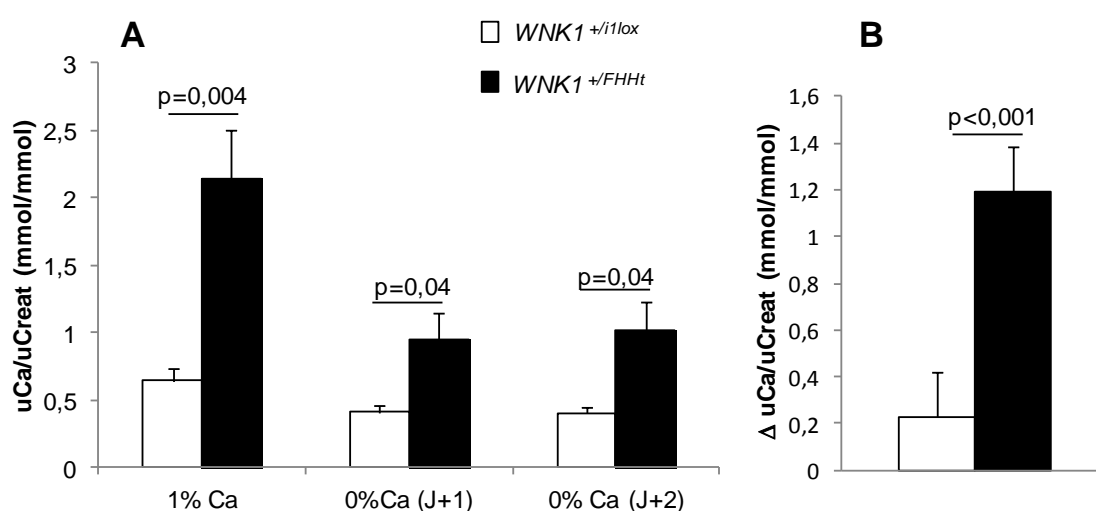 A
WNK1 +/i1lox
WNK1 +/FHHt
B
3
2,5
2
1,5
1
0,5
0
uCa/uCreat (mmol/mmol)
p=0,004
p=0,04
p=0,04
1% Ca
0%Ca (J+1)
0% Ca (J+2)
1,6
1,4
1,2
1
0,8
0,6
0,4
0,2
0
Δ uCa/uCreat (mmol/mmol)
p<0,001